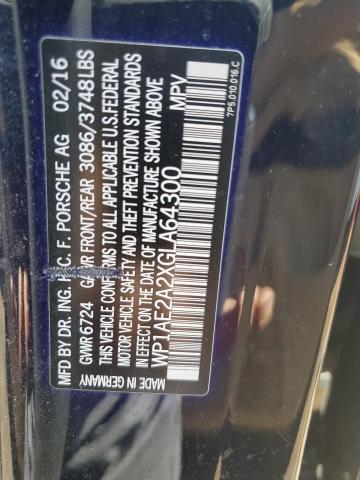 MFD BY DR. ING. H. C. F. PORSCHE AG 02/16
GWR 6724 GAWR FRONT/REAR 3086/3748LBS
THIS VEHICLE CONFORMS TO ALL APPLICABLE U.S. FEDERAL
MOTOR VEHICLE SAFETY AND THEFT PREVENTION STANDARDS
IN EFFECT ON THE DATE OF MANUFACTURE SHOWN ABOVE
WP1AE2A2XGLA64300 MPV
MADE IN GERMANY
7P5.010.016.C